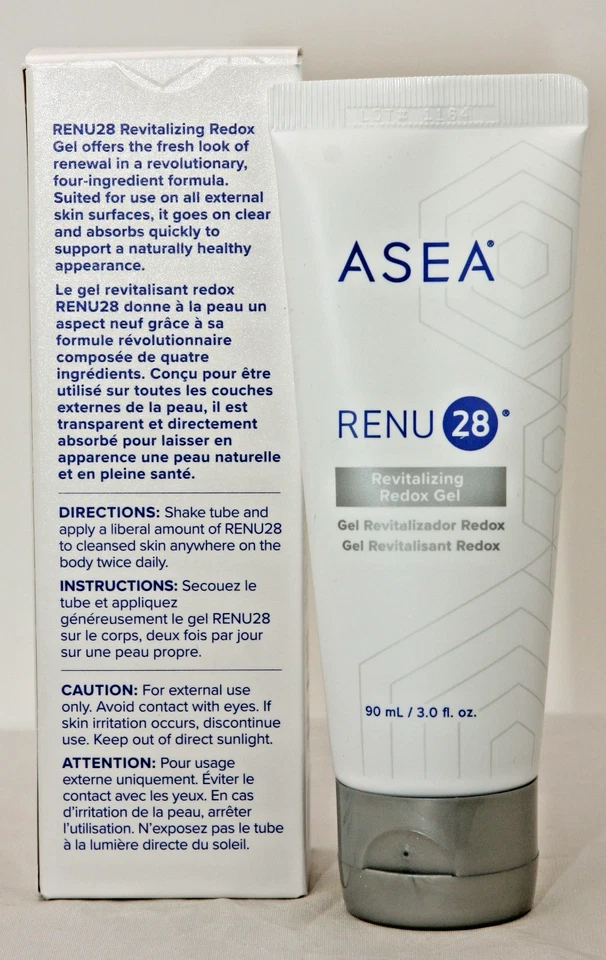 RENU28 Revitalizing Redox
Gel offers the fresh look of
renewal in a revolutionary,
four-ingredient formula.
Suited for use on all external
skin surfaces, it goes on clear
and absorbs quickly to
support a naturally healthy
appearance.
Le gel revitalisant redox
RENU28 donne à la peau un
aspect neuf grâce à sa
formule révolutionnaire
composée de quatre
ingrédients. Conçu pour être
utilisé sur toutes les couches
externes de la peau, il est
transparent et directement
absorbé pour laisser en
apparence une peau naturelle
et en pleine santé.
DIRECTIONS: Shake tube and
apply a liberal amount of RENU28
to cleansed skin anywhere on the
body twice daily.
INSTRUCTIONS: Secouez le
tube et appliquez
généreusement le gel RENU28
sur le corps, deux fois par jour
sur une peau propre.
CAUTION: For external use
only. Avoid contact with eyes. If
skin irritation occurs, discontinue
use. Keep out of direct sunlight.
ATTENTION: Pour usage
externe uniquement. Éviter le
contact avec les yeux. En cas
d'irritation de la peau, arrêter
l'utilisation. N'exposez pas le tube
à la lumière directe du soleil.
LOT# 1164
ASEA®
RENU 28®
Revitalizing
Redox Gel
Gel Revitalizador Redox
Gel Revitalisant Redox
90 mL / 3.0 fl. oz.